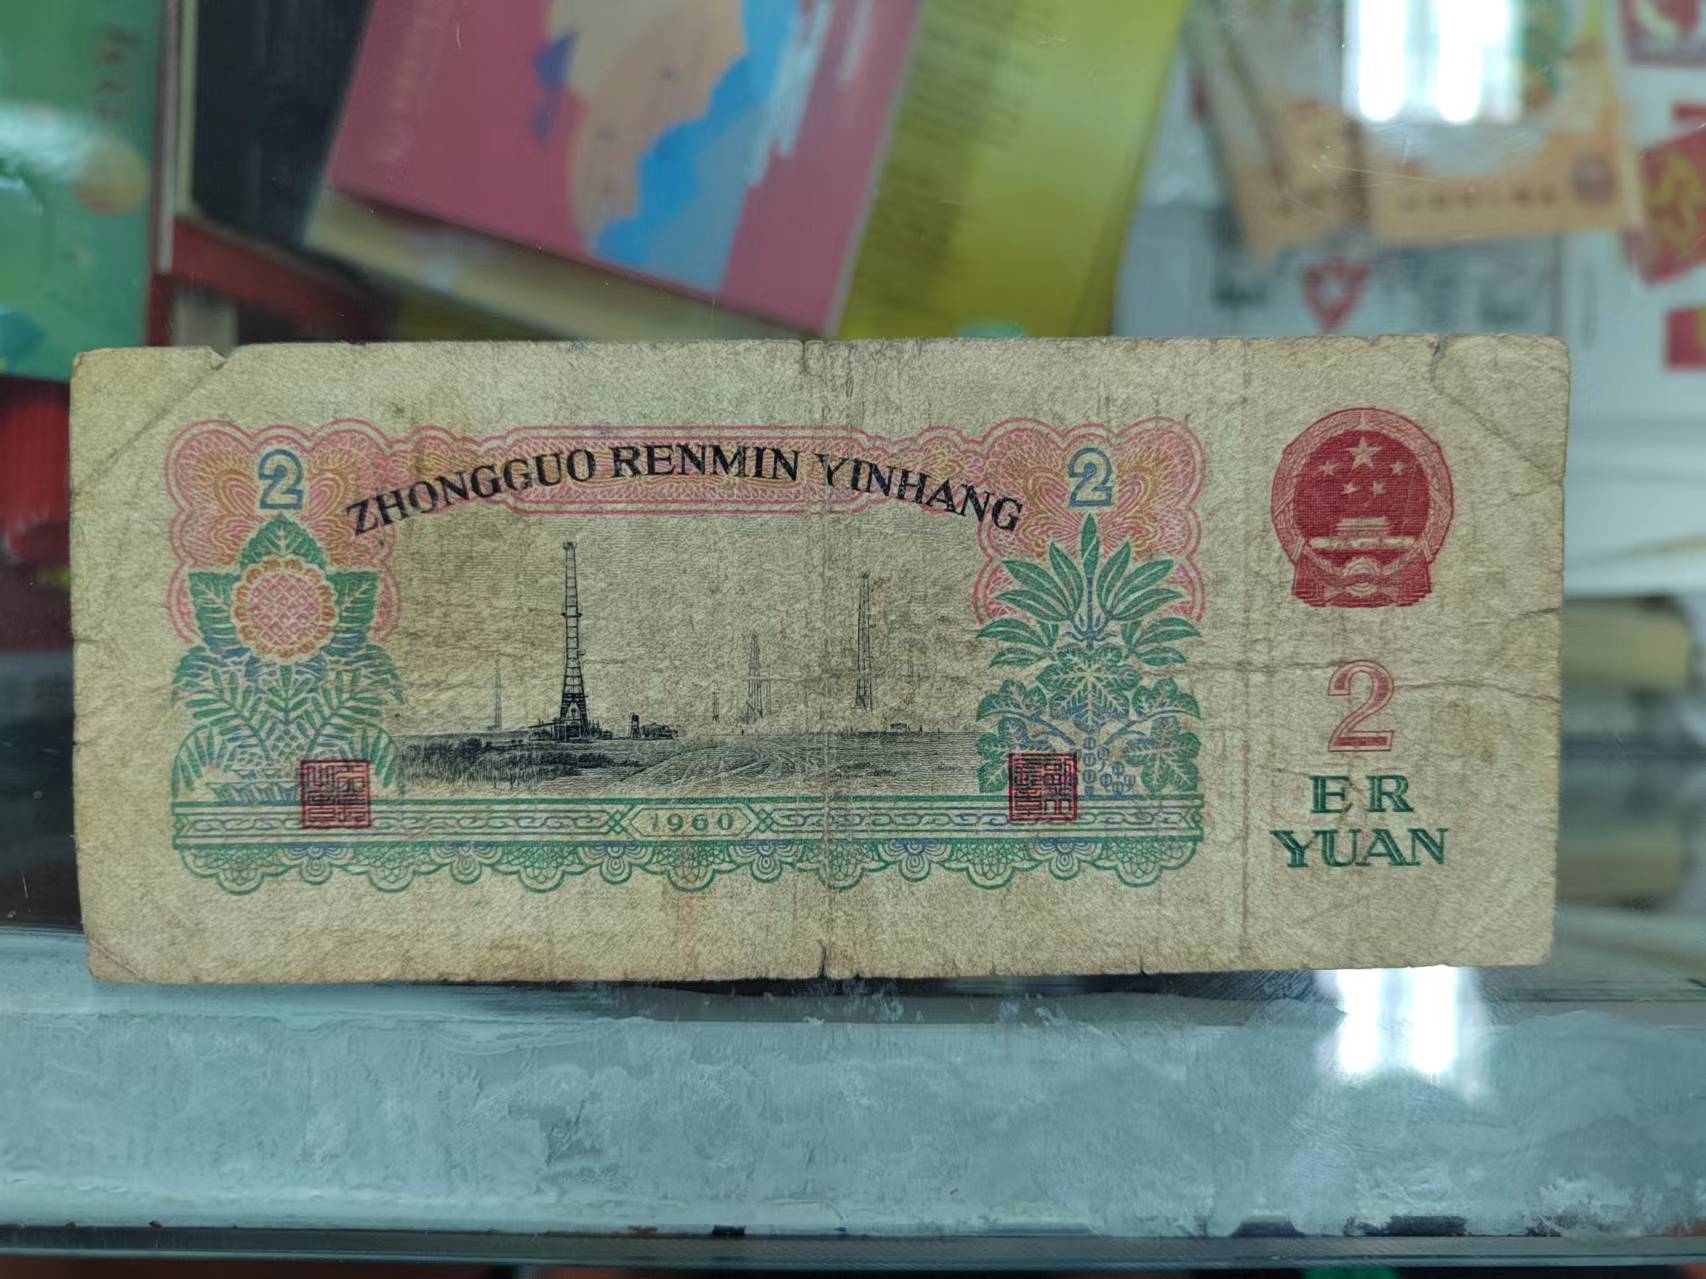 2 ZHONGGUO RENMIN YINHANG 2
1960
2
ER
YUAN